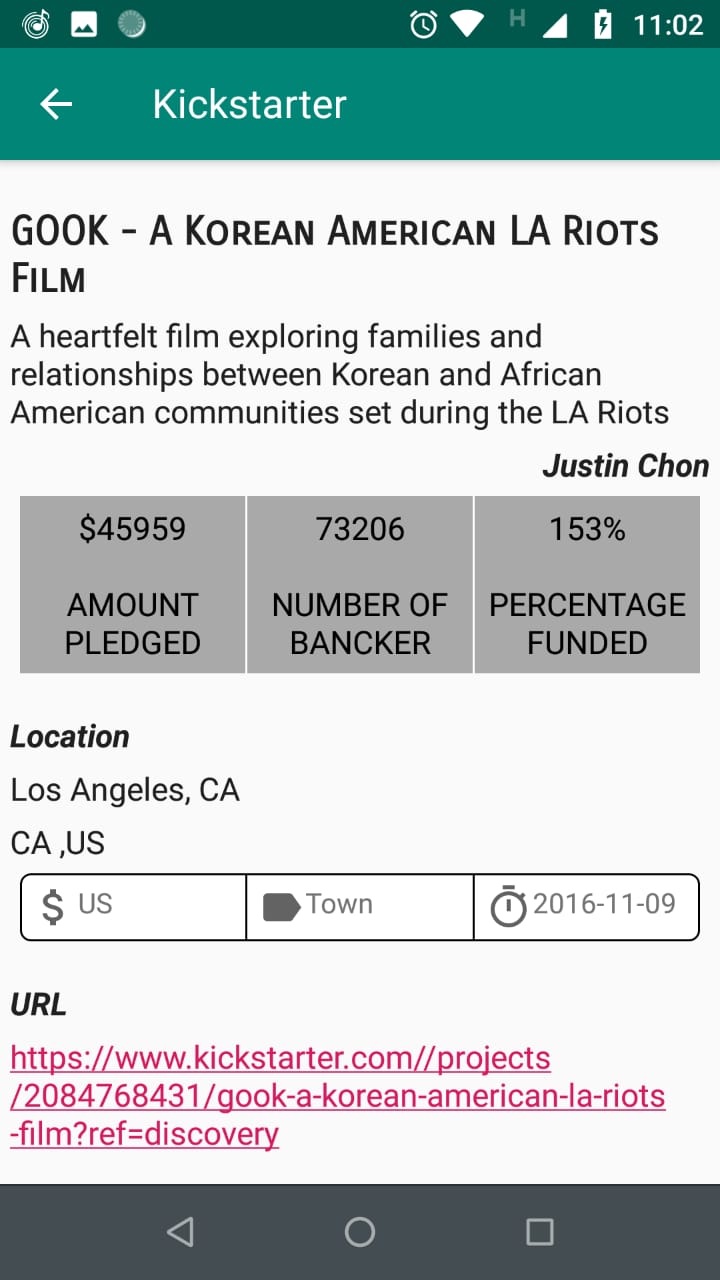 H 11:02
Kickstarter
GOOK - A KOREAN AMERICAN LA RIOTS
FILM
A heartfelt film exploring families and
relationships between Korean and African
American communities set during the LA Riots
Justin Chon
$45959 73206 153%
AMOUNT NUMBER OF PERCENTAGE
PLEDGED BANCKER FUNDED
Location
Los Angeles, CA
CA ,US
$ US Town 2016-11-09
URL
https://www.kickstarter.com//projects
/2084768431/gook-a-korean-american-la-riots
-film?ref=discovery